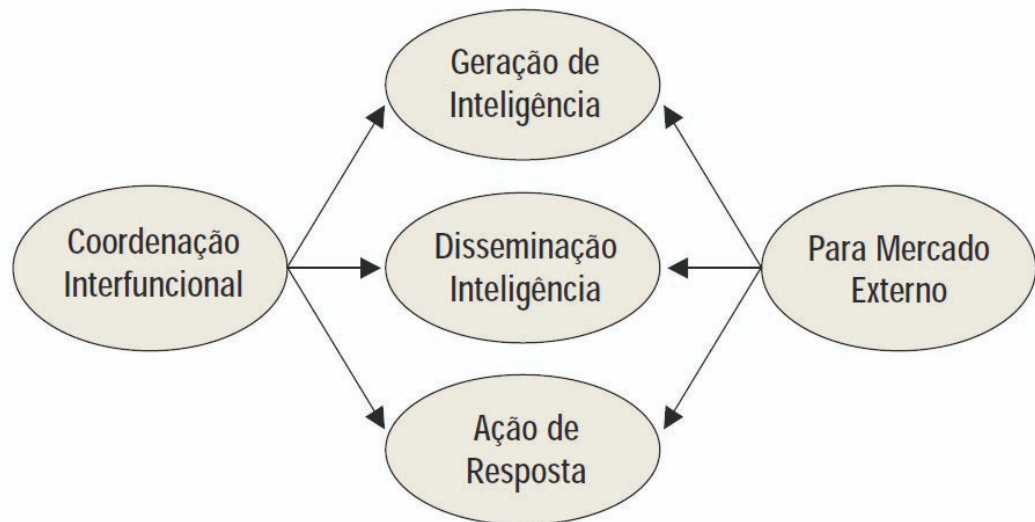 Geração de
Inteligência
Coordenação
Interfuncional
Disseminação
Inteligência
Para Mercado
Externo
Ação de
Resposta